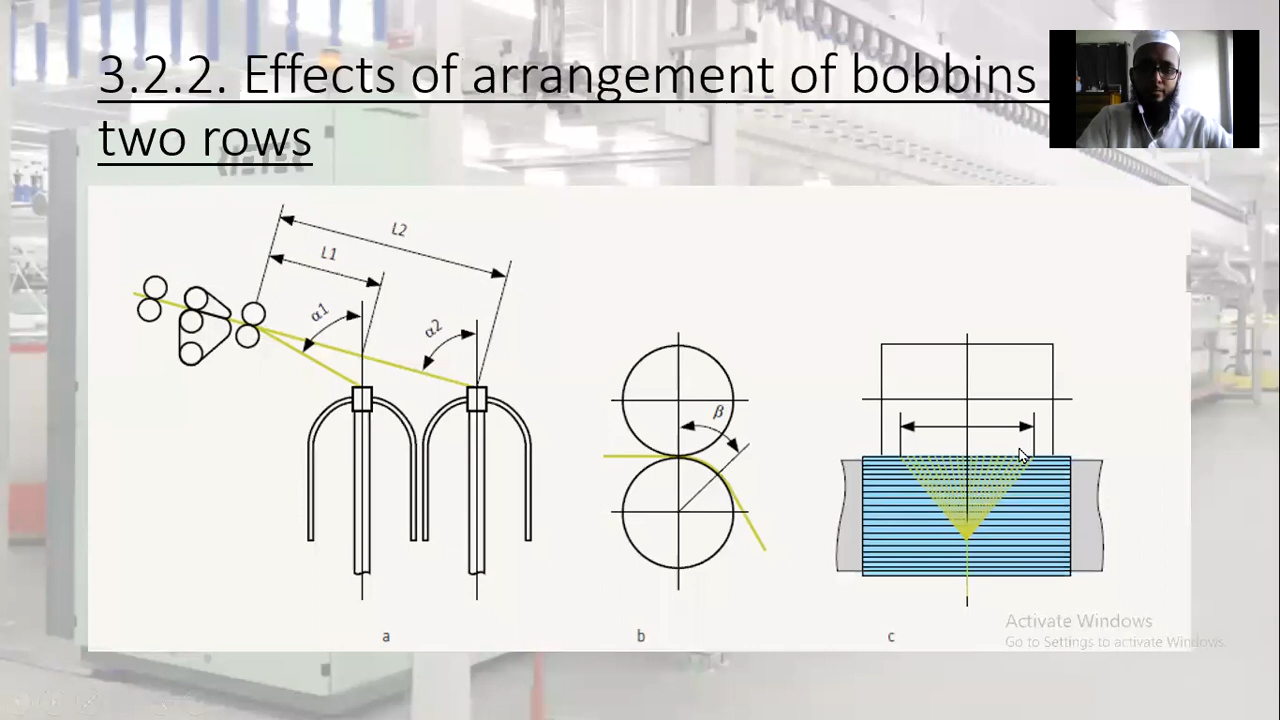 3.2.2. Effects of arrangement of bobbins
two rows
L2
L1
α1
α2
β
a
b
c
Activate Windows
Go to Settings to activate Windows.